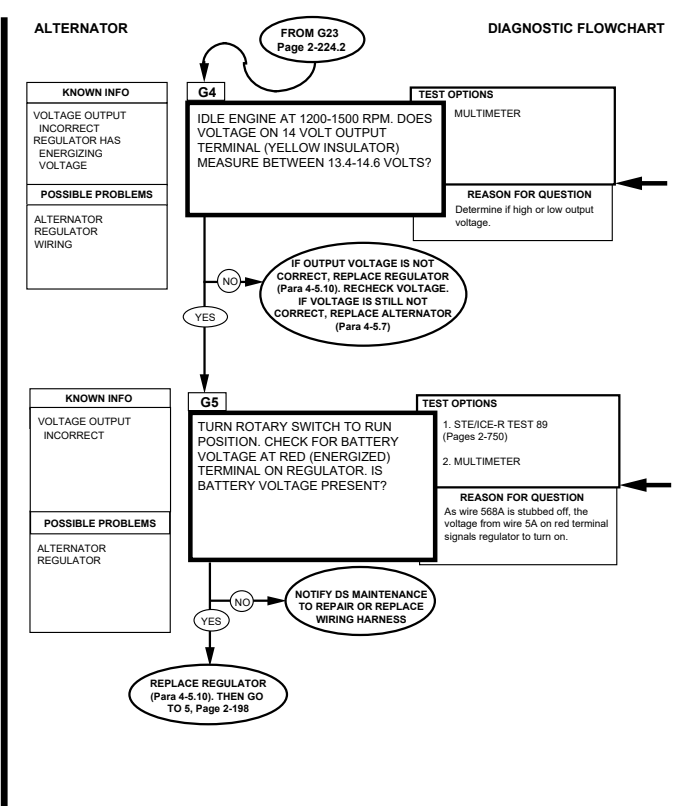 ALTERNATOR
DIAGNOSTIC FLOWCHART
FROM G23
Page 2-224.2
KNOWN INFO
VOLTAGE OUTPUT
INCORRECT
REGULATOR HAS
ENERGIZING
VOLTAGE
POSSIBLE PROBLEMS
ALTERNATOR
REGULATOR
WIRING
G4
IDLE ENGINE AT 1200-1500 RPM. DOES
VOLTAGE ON 14 VOLT OUTPUT
TERMINAL (YELLOW INSULATOR)
MEASURE BETWEEN 13.4-14.6 VOLTS?
TEST OPTIONS
MULTIMETER
REASON FOR QUESTION
Determine if high or low output
voltage.
NO
IF OUTPUT VOLTAGE IS NOT
CORRECT, REPLACE REGULATOR
(Para 4-5.10). RECHECK VOLTAGE.
IF VOLTAGE IS STILL NOT
CORRECT, REPLACE ALTERNATOR
(Para 4-5.7)
YES
KNOWN INFO
VOLTAGE OUTPUT
INCORRECT
POSSIBLE PROBLEMS
ALTERNATOR
REGULATOR
G5
TURN ROTARY SWITCH TO RUN
POSITION. CHECK FOR BATTERY
VOLTAGE AT RED (ENERGIZED)
TERMINAL ON REGULATOR. IS
BATTERY VOLTAGE PRESENT?
TEST OPTIONS
1. STE/ICE-R TEST 89
(Pages 2-750)
2. MULTIMETER
REASON FOR QUESTION
As wire 568A is stubbed off, the
voltage from wire 5A on red terminal
signals regulator to turn on.
NO
NOTIFY DS MAINTENANCE
TO REPAIR OR REPLACE
WIRING HARNESS
YES
REPLACE REGULATOR
(Para 4-5.10). THEN GO
TO 5, Page 2-198